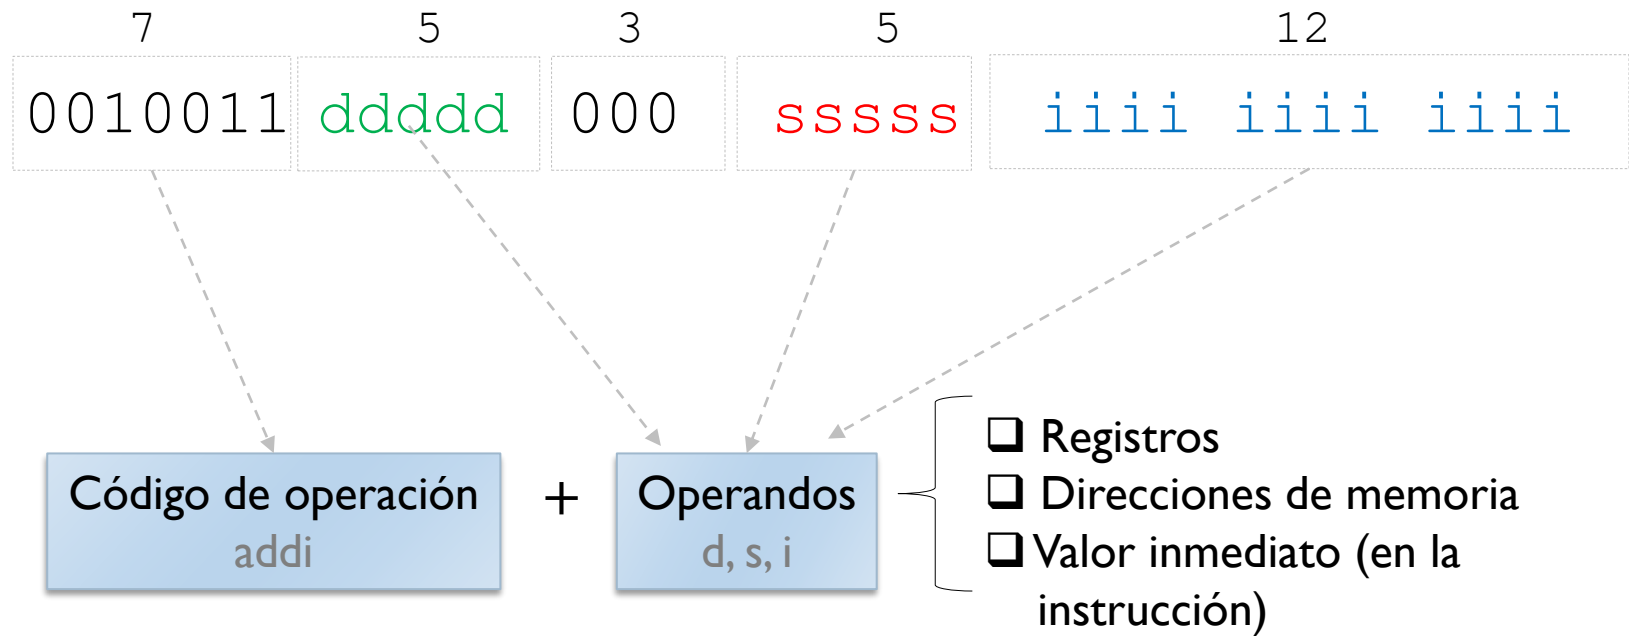 7 5 3 5 12
0010011 ddddd 000 sssss iiii iiii iiii
Código de operación
addi
+
Operandos
d, s, i
❑ Registros
❑ Direcciones de memoria
❑ Valor inmediato (en la
instrucción)